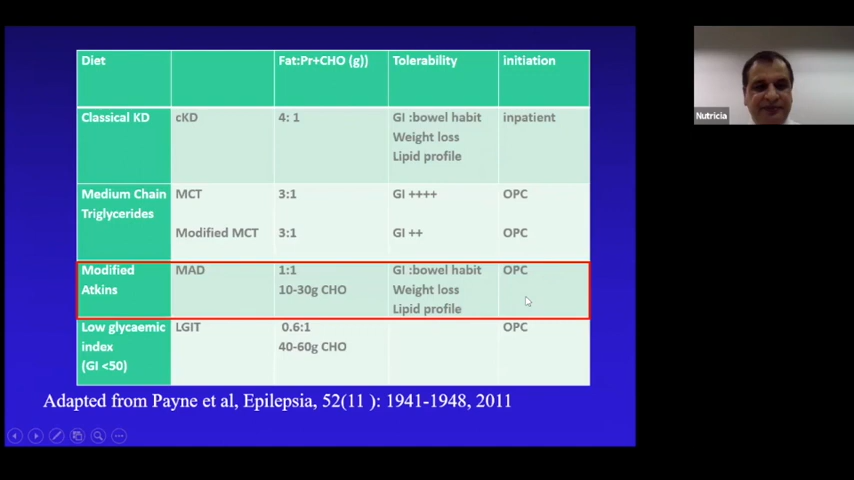 Diet Fat:Pr+CHO (g)) Tolerability initiation
Classical KD cKD 4: 1 GI :bowel habit inpatient
Weight loss
Lipid profile
Medium Chain MCT 3:1 GI ++++ OPC
Triglycerides
Modified MCT 3:1 GI ++ OPC
Modified MAD 1:1 GI :bowel habit OPC
Atkins 10-30g CHO Weight loss
Lipid profile
Low glycaemic LGIT 0.6:1 OPC
index 40-60g CHO
(GI <50)
Adapted from Payne et al, Epilepsia, 52(11 ): 1941-1948, 2011
Nutricia